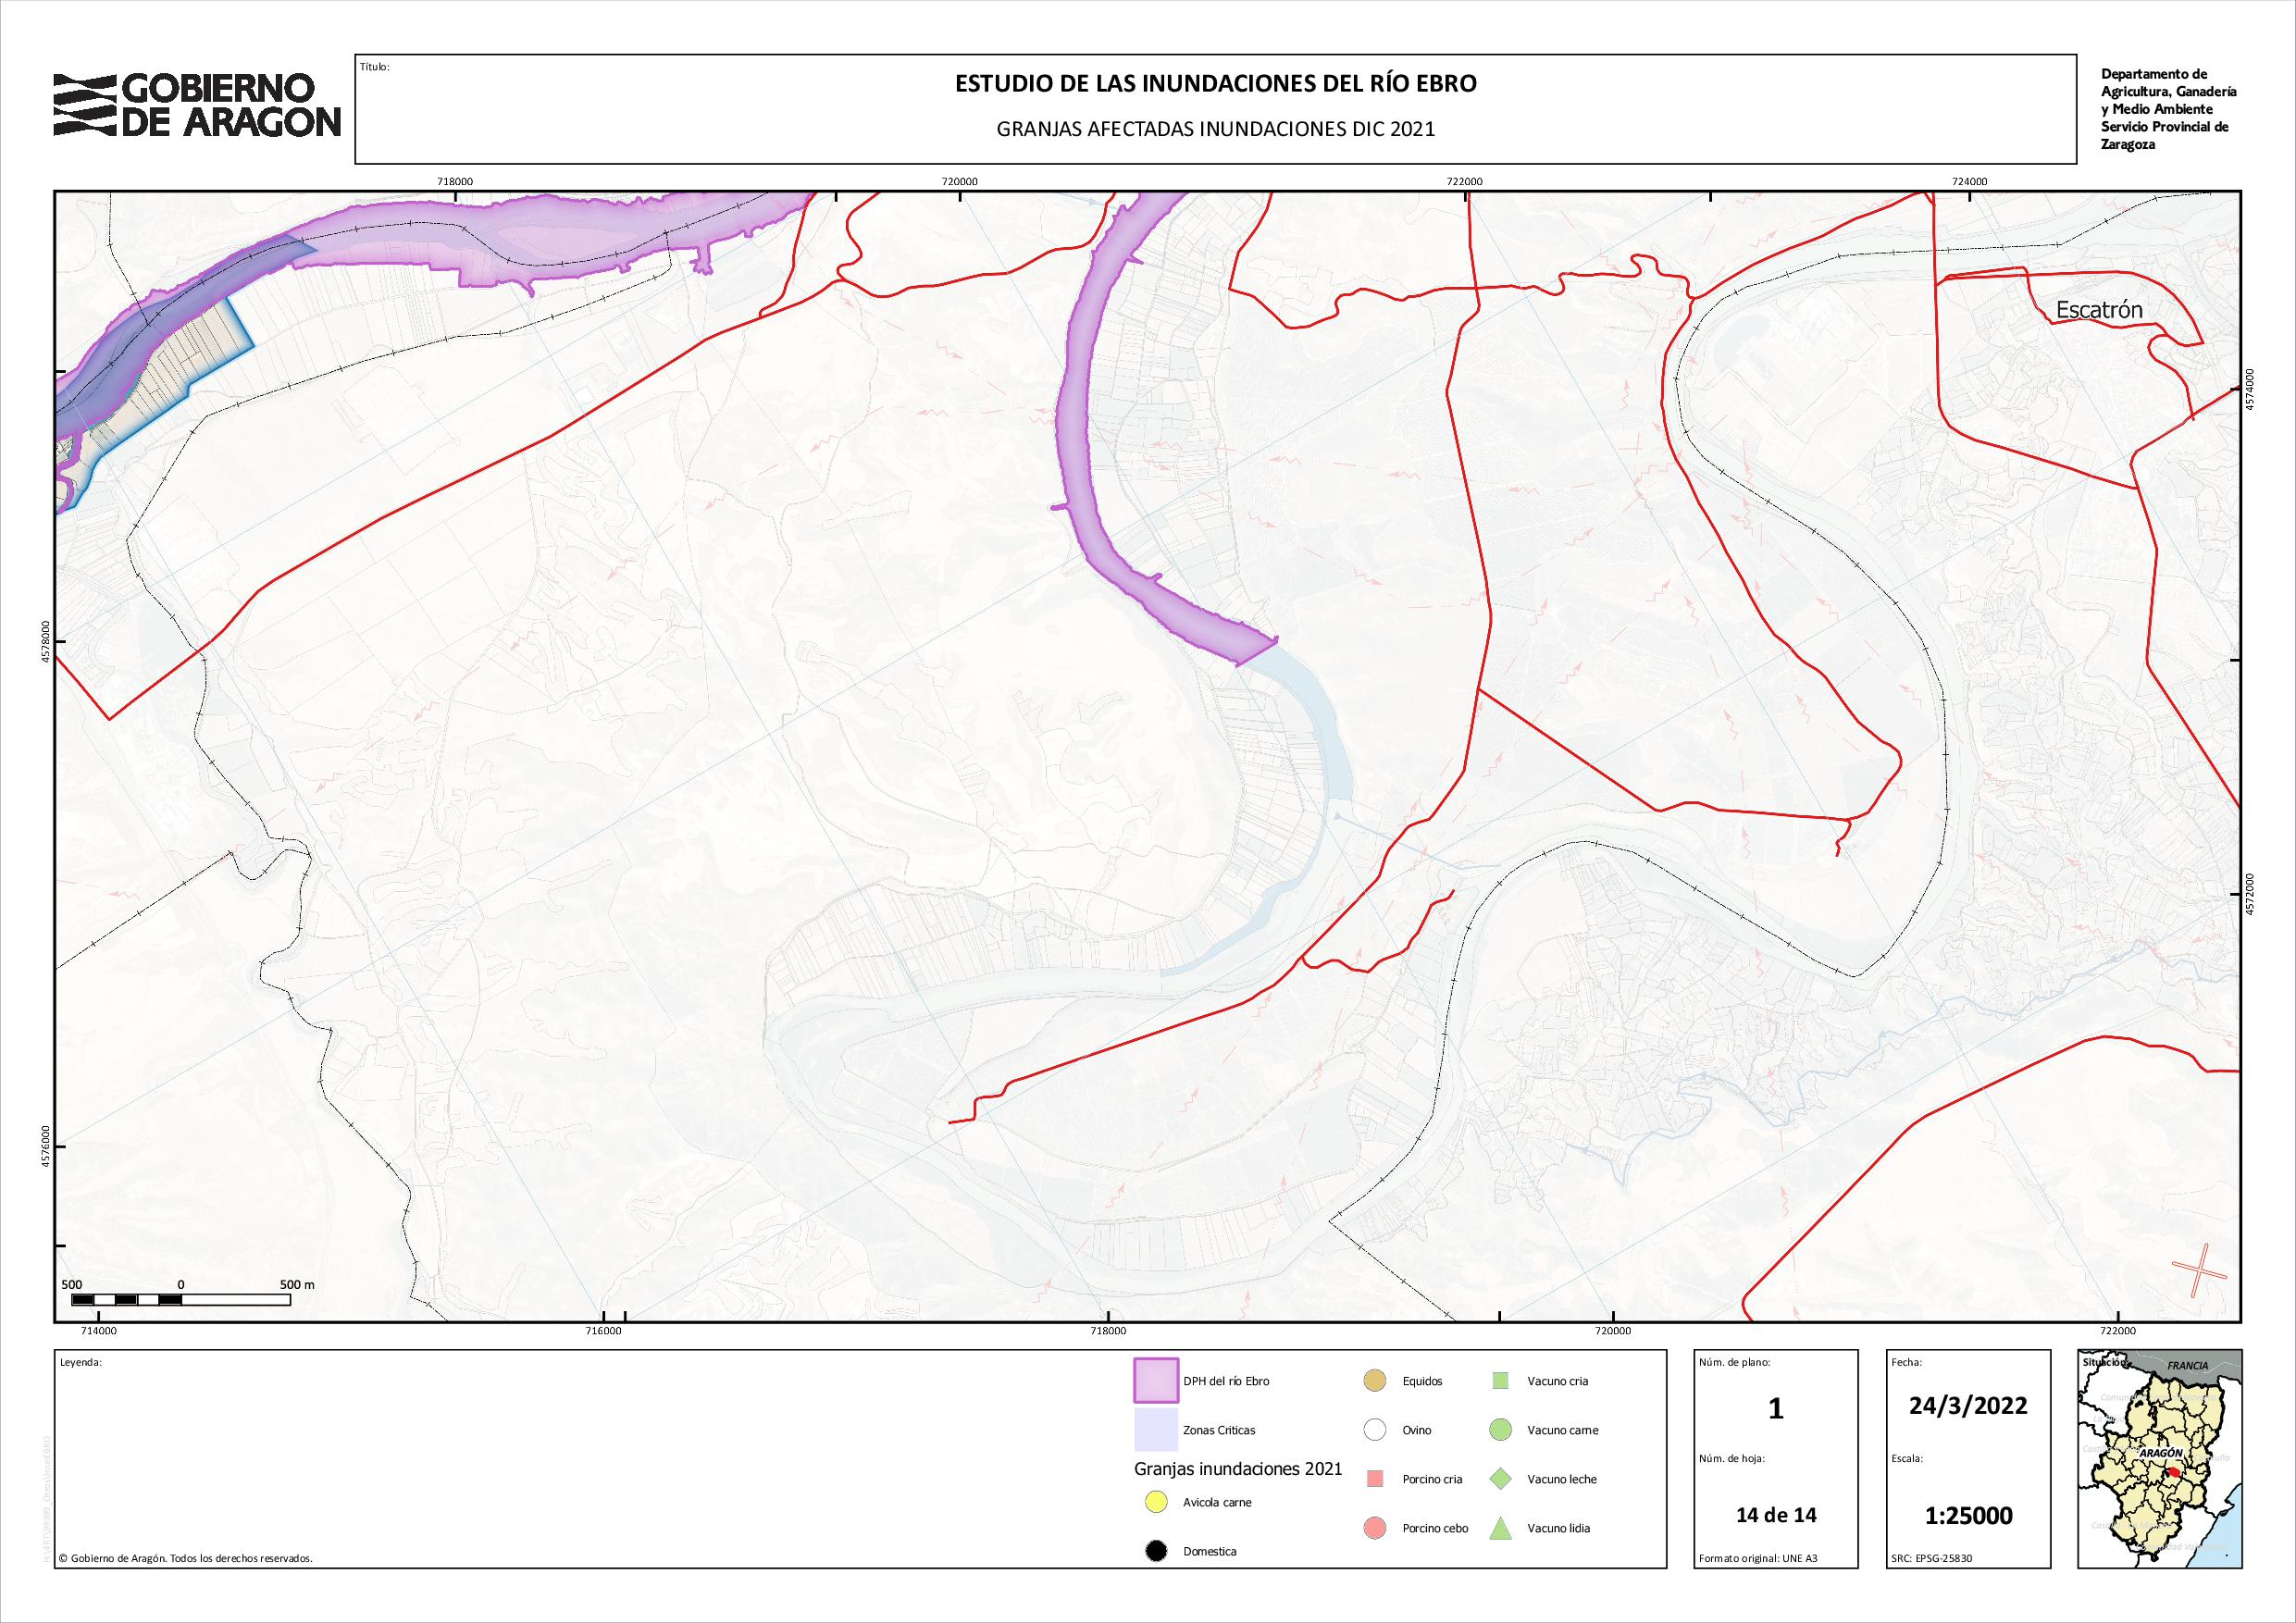 GOBIERNO
DE ARAGON
Título:
ESTUDIO DE LAS INUNDACIONES DEL RÍO EBRO
GRANJAS AFECTADAS INUNDACIONES DIC 2021
Departamento de
Agricultura, Ganadería
y Medio Ambiente
Servicio Provincial de
Zaragoza
718000
720000
722000
724000
Escatrón
4574000
4578000
4572000
4576000
500 0 500 m
714000
716000
718000
720000
722000
Leyenda:
DPH del río Ebro
Zonas Criticas
Granjas inundaciones 2021
Avicola carne
Domestica
Equidos
Ovino
Porcino cria
Porcino cebo
Vacuno cria
Vacuno carne
Vacuno leche
Vacuno lidia
© Gobierno de Aragón. Todos los derechos reservados.
Núm. de plano:
1
Núm. de hoja:
14 de 14
Formato original: UNE A3
Fecha:
24/3/2022
Escala:
1:25000
SRC: EPSG-25830
Situación:
FRANCIA
ARAGÓN